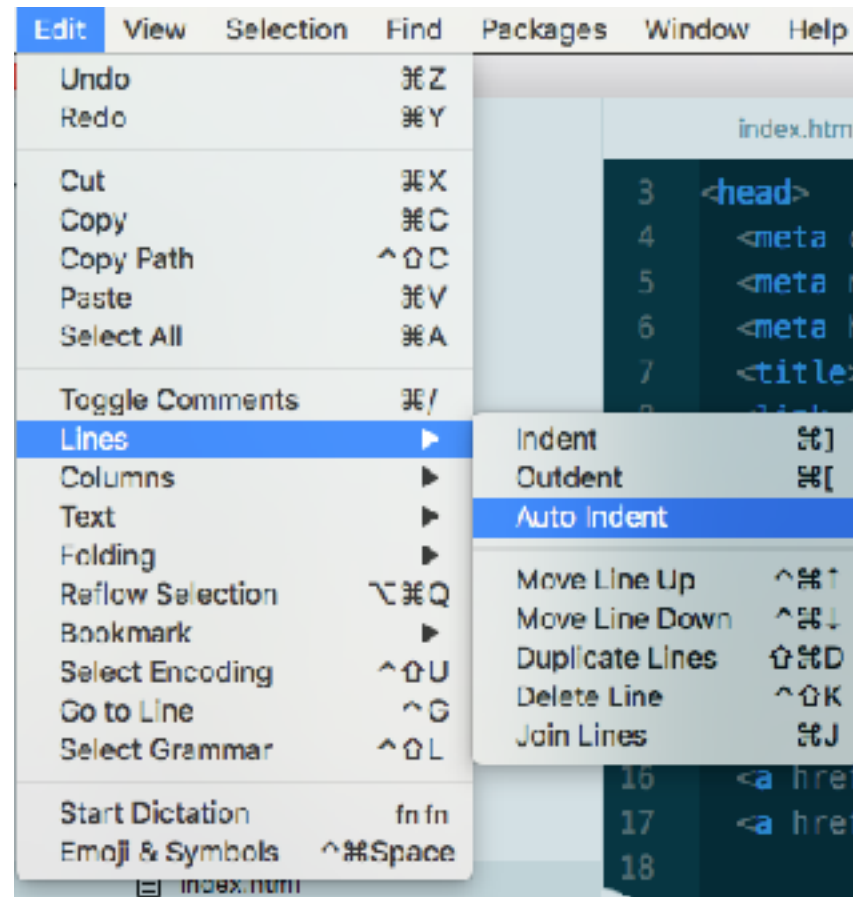 Edit View Selection Find Packages Window Help
Undo ⌘Z
Redo ⌘Y
Cut ⌘X
Copy ⌘C
Copy Path ^⇧C
Paste ⌘V
Select All ⌘A
Toggle Comments ⌘/
Lines ▶
Columns ▶
Text ▶
Folding ▶
Reflow Selection ⌥⌘Q
Bookmark ▶
Select Encoding ^⇧U
Go to Line ^G
Select Grammar ^⇧L
Start Dictation fn fn
Emoji & Symbols ^⌘Space
index.html
Indent ⌘]
Outdent ⌘[
Auto Indent
Move Line Up ^⌘↑
Move Line Down ^⌘↓
Duplicate Lines ⇧⌘D
Delete Line ^⇧K
Join Lines ⌘J
index.htm
3 <head>
4 <meta
5 <meta
6 <meta
7 <title>
16 <a href
17 <a href
18